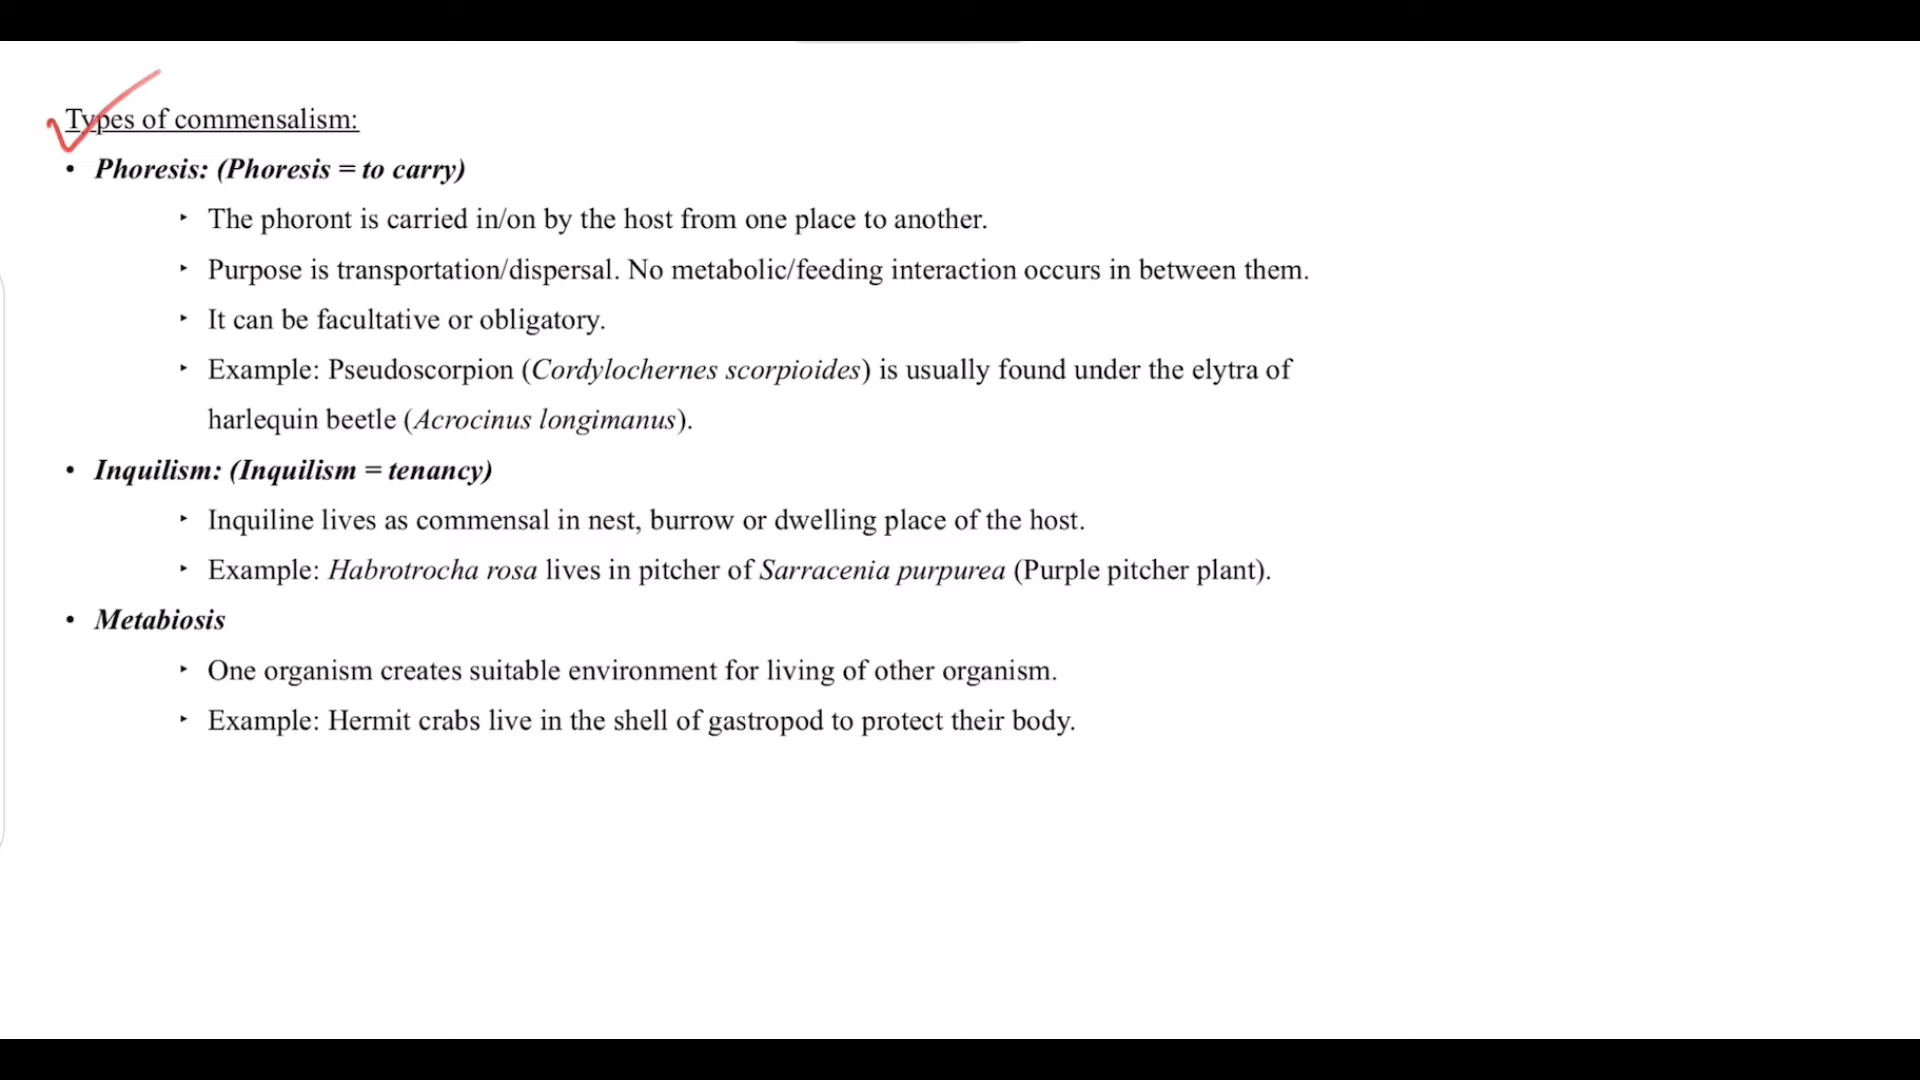 Types of commensalism:
• Phoresis: (Phoresis = to carry)
‣ The phoront is carried in/on by the host from one place to another.
‣ Purpose is transportation/dispersal. No metabolic/feeding interaction occurs in between them.
‣ It can be facultative or obligatory.
‣ Example: Pseudoscorpion (Cordylochernes scorpioides) is usually found under the elytra of
harlequin beetle (Acrocinus longimanus).
• Inquilism: (Inquilism = tenancy)
‣ Inquiline lives as commensal in nest, burrow or dwelling place of the host.
‣ Example: Habrotrocha rosa lives in pitcher of Sarracenia purpurea (Purple pitcher plant).
• Metabiosis
‣ One organism creates suitable environment for living of other organism.
‣ Example: Hermit crabs live in the shell of gastropod to protect their body.